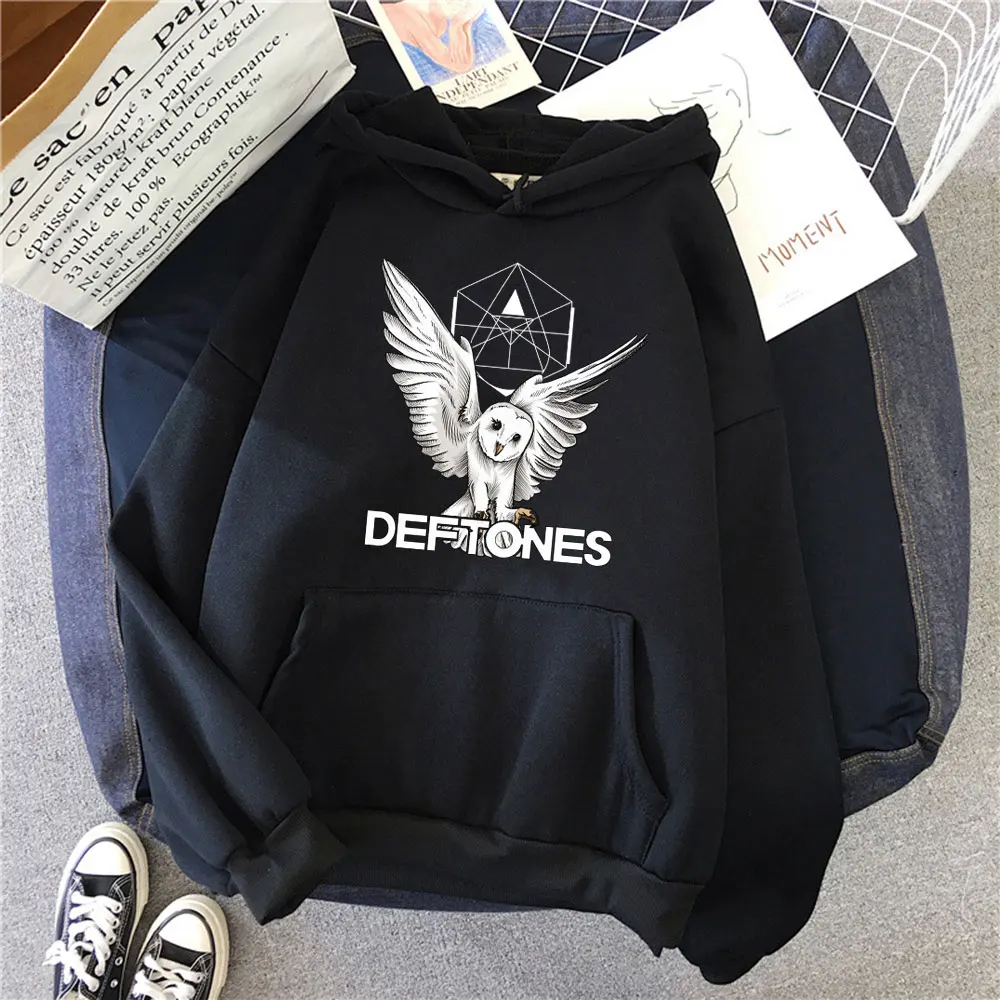 Le sac en papier
Ce sac est fabriqué à partir de
épaisseur 180g/m²; papier végétal.
100 % naturel. kraft blanc
doublé de kraft brun Contenance.
33 litres. 100 % Ecographik™
Ne le jetez pas.
Il peut servir plusieurs fois.
L'ART
INDÉPENDANT
MOMENT
DEFTONES